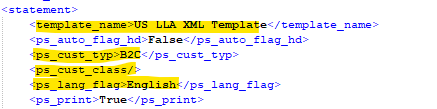 <statement>
<template_name>US LLA XML Template</template_name>
<ps_auto_flag_hd>False</ps_auto_flag_hd>
<ps_cust_typ>B2C</ps_cust_typ>
<ps_cust_class/>
<ps_lang_flag>English</ps_lang_flag>
<ps_print>True</ps_print>